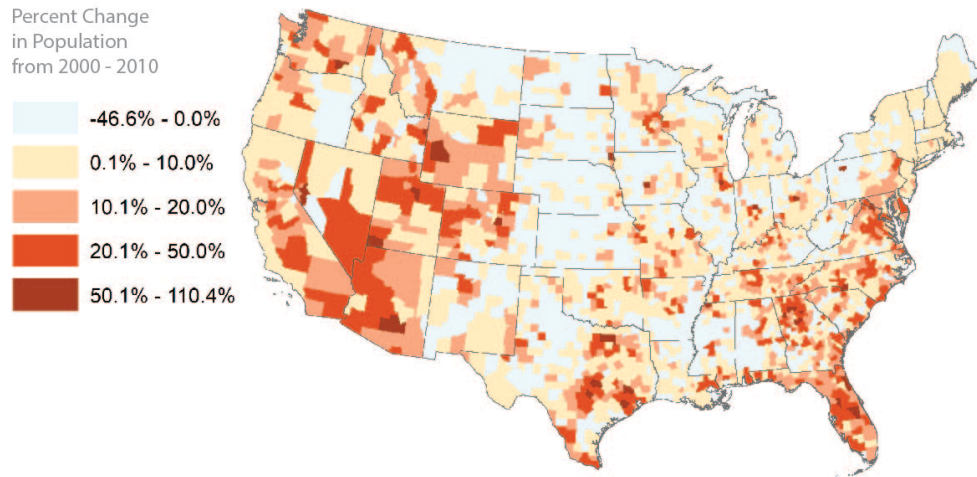 Percent Change
in Population
from 2000 - 2010
-46.6% - 0.0%
0.1% - 10.0%
10.1% - 20.0%
20.1% - 50.0%
50.1% - 110.4%